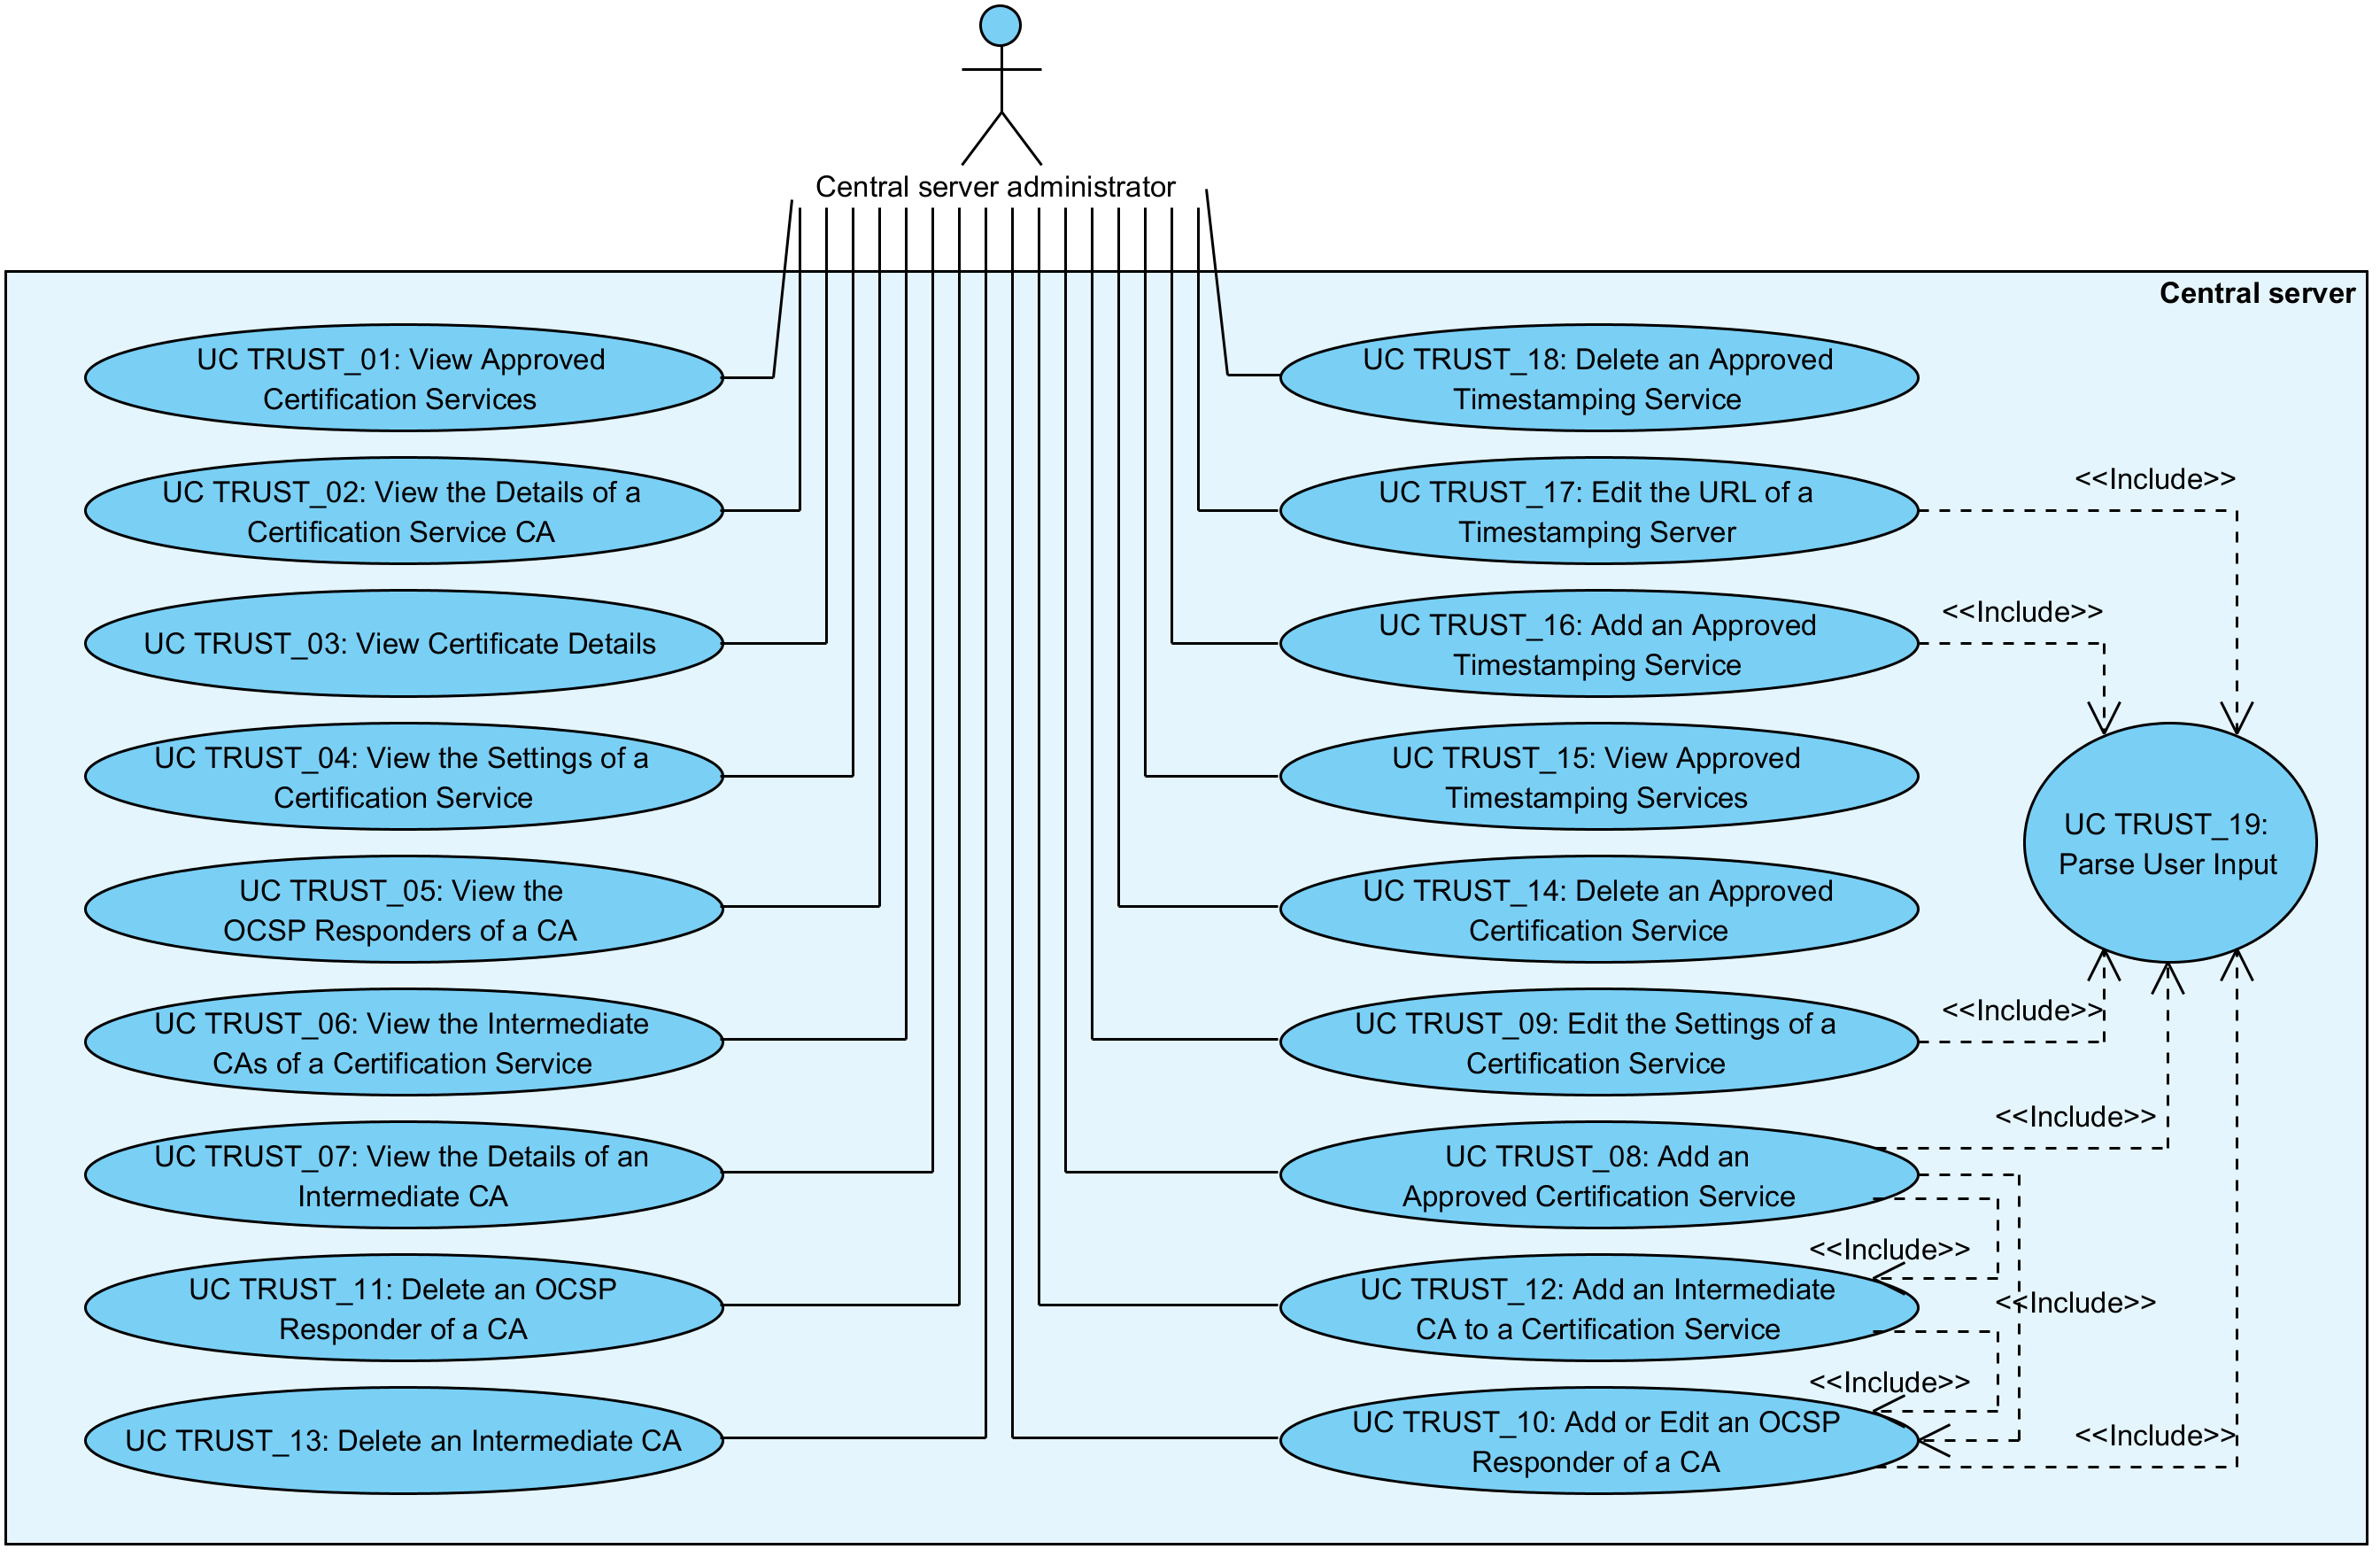 Central server administrator
Central server
UC TRUST_01: View Approved
Certification Services
UC TRUST_02: View the Details of a
Certification Service CA
UC TRUST_03: View Certificate Details
UC TRUST_04: View the Settings of a
Certification Service
UC TRUST_05: View the
OCSP Responders of a CA
UC TRUST_06: View the Intermediate
CAs of a Certification Service
UC TRUST_07: View the Details of an
Intermediate CA
UC TRUST_11: Delete an OCSP
Responder of a CA
UC TRUST_13: Delete an Intermediate CA
UC TRUST_18: Delete an Approved
Timestamping Service
UC TRUST_17: Edit the URL of a
Timestamping Server
UC TRUST_16: Add an Approved
Timestamping Service
UC TRUST_15: View Approved
Timestamping Services
UC TRUST_14: Delete an Approved
Certification Service
UC TRUST_09: Edit the Settings of a
Certification Service
UC TRUST_08: Add an
Approved Certification Service
UC TRUST_12: Add an Intermediate
CA to a Certification Service
UC TRUST_10: Add or Edit an OCSP
Responder of a CA
<<Include>>
<<Include>>
UC TRUST_19:
Parse User Input
<<Include>>
<<Include>>
<<Include>>
<<Include>>
<<Include>>
<<Include>>